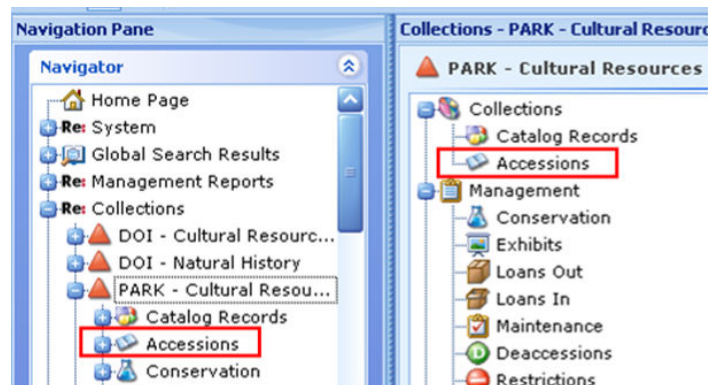 Navigation Pane
Navigator
Home Page
Re: System
Global Search Results
Re: Management Reports
Re: Collections
DOI - Cultural Resourc...
DOI - Natural History
PARK - Cultural Resou...
Catalog Records
Accessions
Conservation
Collections - PARK - Cultural Resourc
PARK - Cultural Resources
Collections
Catalog Records
Accessions
Management
Conservation
Exhibits
Loans Out
Loans In
Maintenance
Deaccessions
Restrictions